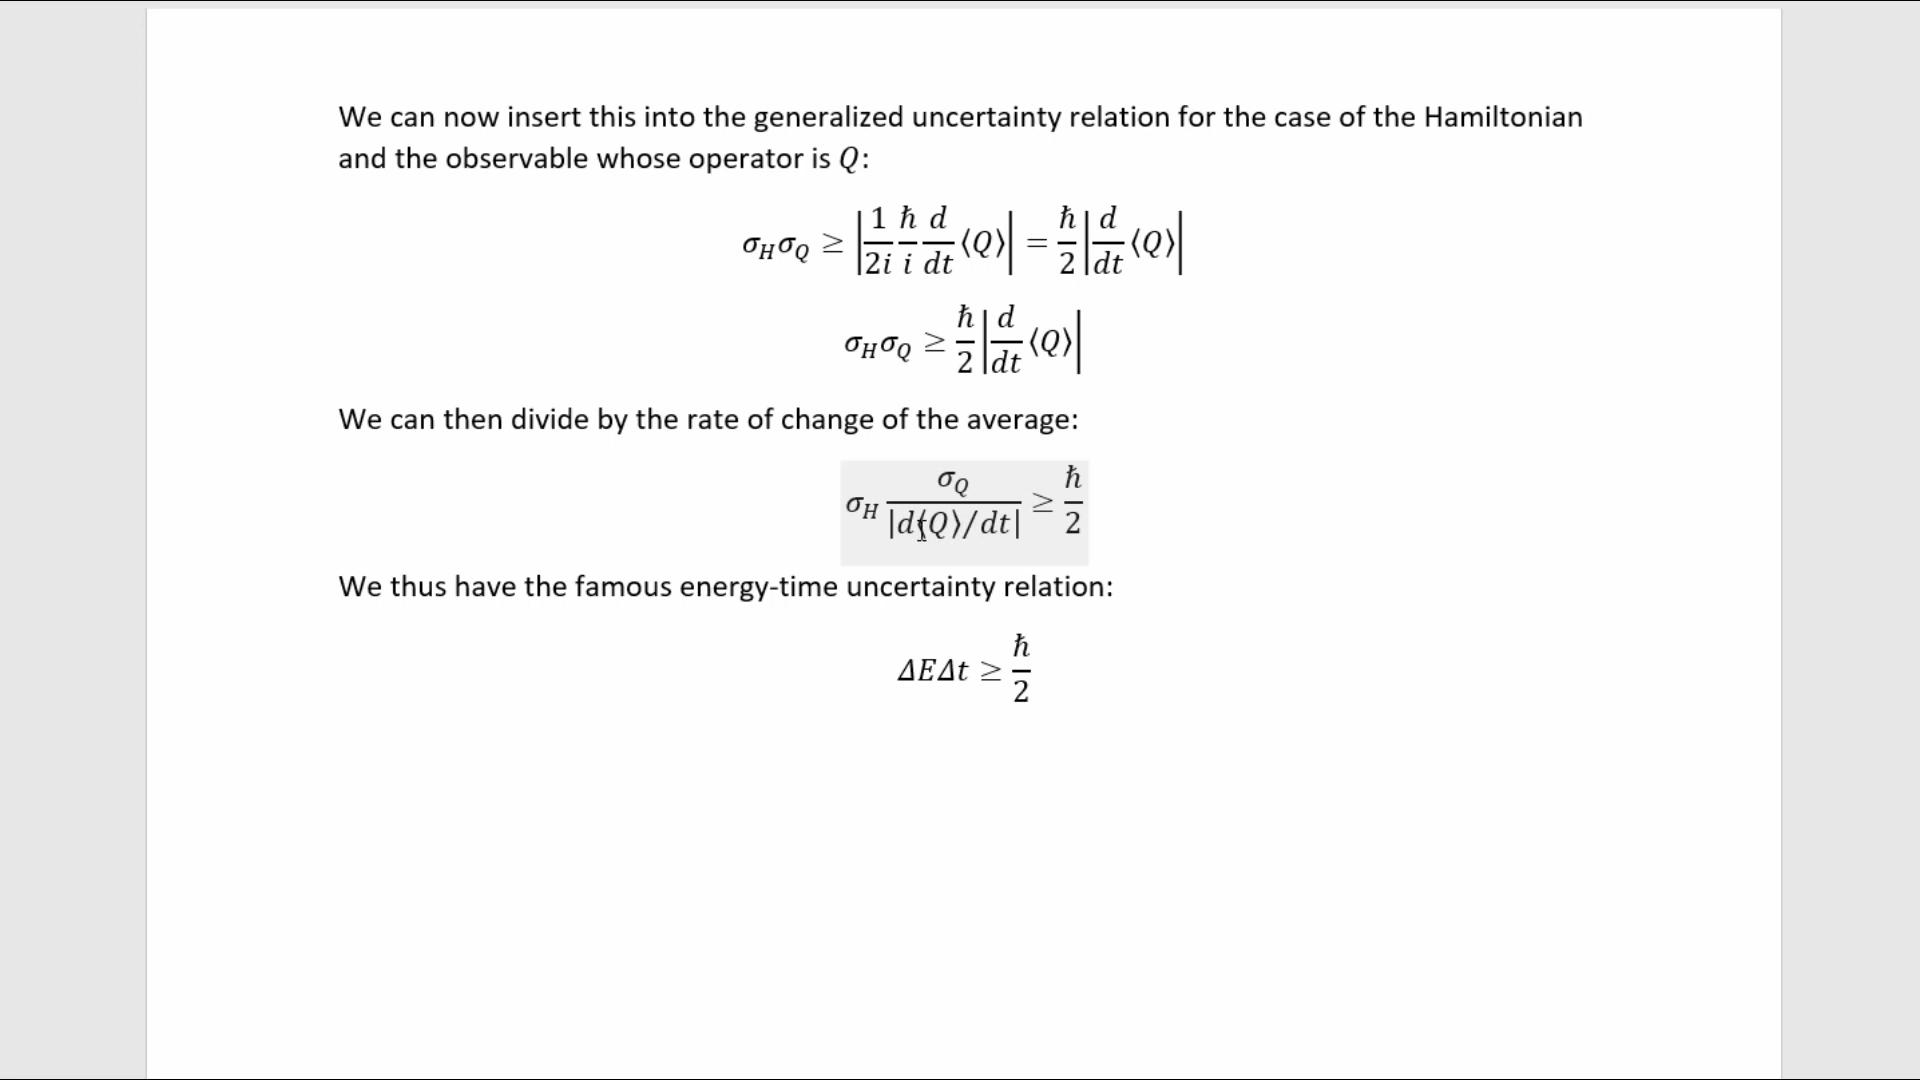 We can now insert this into the generalized uncertainty relation for the case of the Hamiltonian
and the observable whose operator is Q:
σ_H σ_Q ≥ |1/2i ħ/i d/dt ⟨Q⟩| = ħ/2 |d/dt ⟨Q⟩|
σ_H σ_Q ≥ ħ/2 |d/dt ⟨Q⟩|
We can then divide by the rate of change of the average:
σ_H σ_Q / |d⟨Q⟩/dt| ≥ ħ/2
We thus have the famous energy-time uncertainty relation:
ΔEΔt ≥ ħ/2